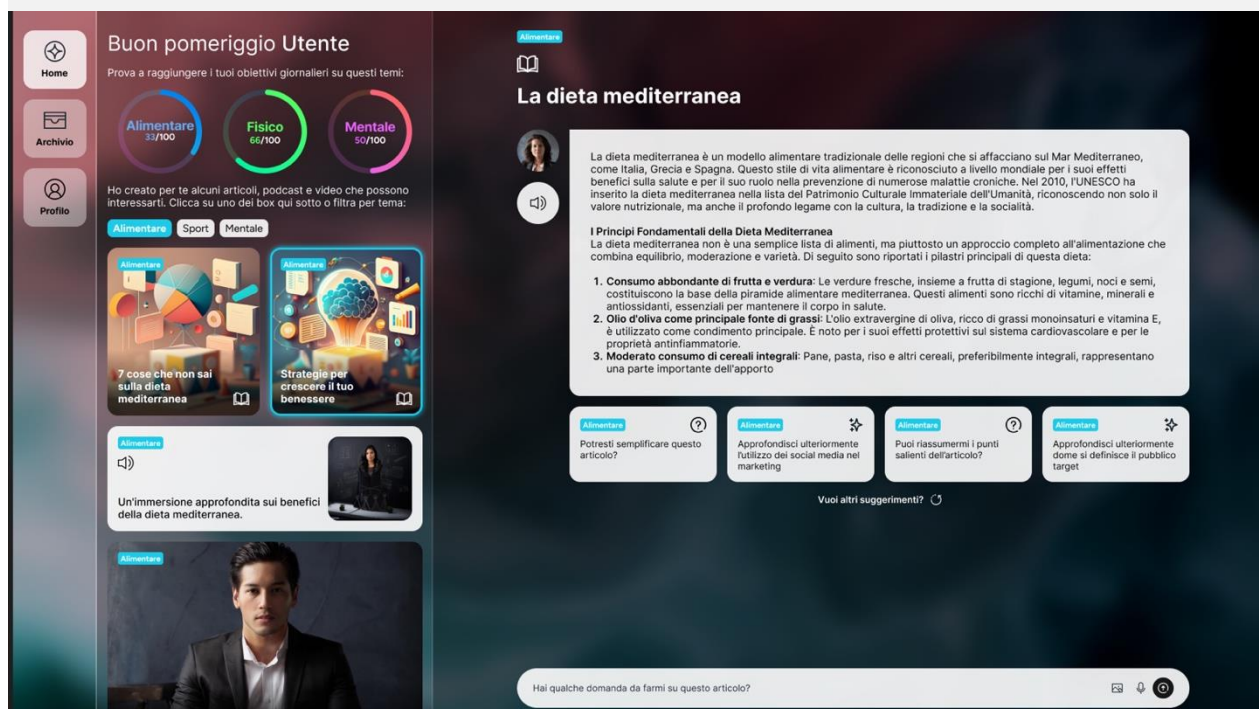 Home
Archivio
Profilo
Buon pomeriggio Utente
Prova a raggiungere i tuoi obiettivi giornalieri su questi temi:
Alimentare
33/100
Fisico
66/100
Mentale
50/100
Ho creato per te alcuni articoli, podcast e video che possono
interessarti. Clicca su uno dei box qui sotto o filtra per tema:
Alimentare
Sport
Mentale
Alimentare
7 cose che non sai
sulla dieta
mediterranea
Alimentare
Strategie per
crescere il tuo
benessere
Alimentare
Un'immersione approfondita sui benefici
della dieta mediterranea.
Alimentare
Alimentare
La dieta mediterranea
La dieta mediterranea è un modello alimentare tradizionale delle regioni che si affacciano sul Mar Mediterraneo,
come Italia, Grecia e Spagna. Questo stile di vita alimentare è riconosciuto a livello mondiale per i suoi effetti
benefici sulla salute e per il suo ruolo nella prevenzione di numerose malattie croniche. Nel 2010, l'UNESCO ha
inserito la dieta mediterranea nella lista del Patrimonio Culturale Immateriale dell'Umanità, riconoscendo non solo il
valore nutrizionale, ma anche il profondo legame con la cultura, la tradizione e la socialità.
I Principi Fondamentali della Dieta Mediterranea
La dieta mediterranea non è una semplice lista di alimenti, ma piuttosto un approccio completo all'alimentazione che
combina equilibrio, moderazione e varietà. Di seguito sono riportati i pilastri principali di questa dieta:
1. Consumo abbondante di frutta e verdura: Le verdure fresche, insieme a frutta di stagione, legumi, noci e semi,
costituiscono la base della piramide alimentare mediterranea. Questi alimenti sono ricchi di vitamine, minerali e
antiossidanti, essenziali per mantenere il corpo in salute.
2. Olio d'oliva come principale fonte di grassi: L'olio extravergine di oliva, ricco di grassi monoinsaturi e vitamina E,
è utilizzato come condimento principale. È noto per i suoi effetti protettivi sul sistema cardiovascolare e per le
proprietà antinfiammatorie.
3. Moderato consumo di cereali integrali: Pane, pasta, riso e altri cereali, preferibilmente integrali, rappresentano
una parte importante dell'apporto
Alimentare
Potresti semplificare questo
articolo?
Alimentare
Approfondisci ulteriormente
l'utilizzo dei social media nel
marketing
Alimentare
Puoi riassumermi i punti
salienti dell'articolo?
Alimentare
Approfondisci ulteriormente
dome si definisce il pubblico
target
Vuoi altri suggerimenti?
Hai qualche domanda da farmi su questo articolo?